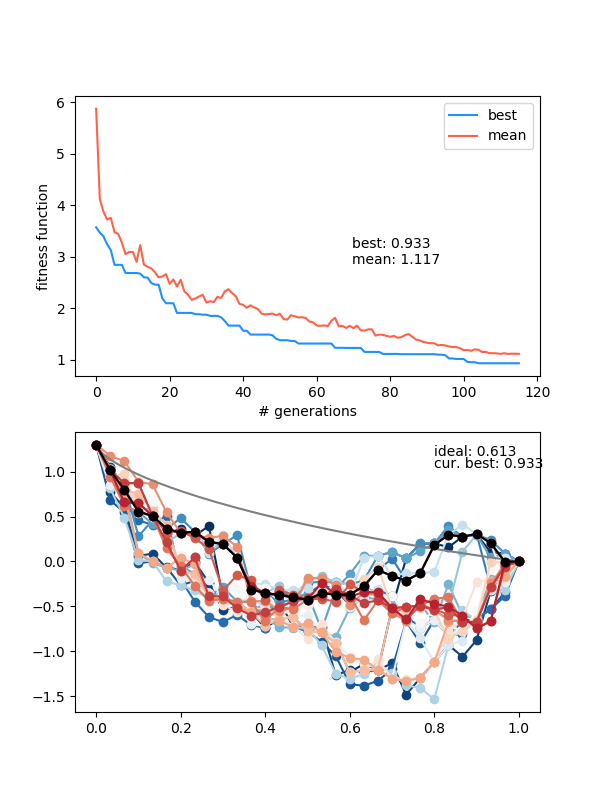 6
5
4
3
2
1
fitness function
best
mean
best: 0.933
mean: 1.117
0 20 40 60 80 100 120
# generations
1.0
0.5
0.0
−0.5
−1.0
−1.5
ideal: 0.613
cur. best: 0.933
0.0 0.2 0.4 0.6 0.8 1.0